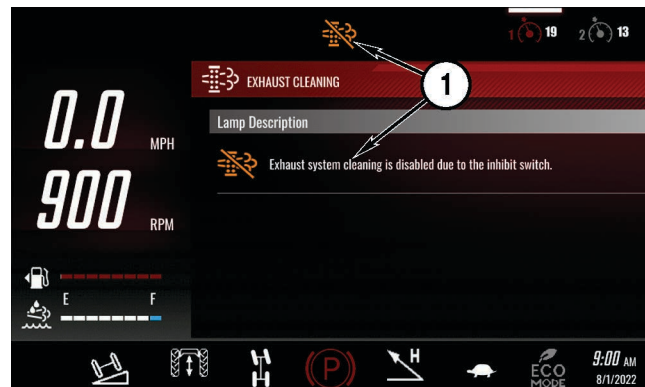 1 19 2 13
EXHAUST CLEANING
1
Lamp Description
0.0 MPH
Exhaust system cleaning is disabled due to the inhibit switch.
900 RPM
E F
P
H
ECO
MODE
9:00 AM
8/1/2022